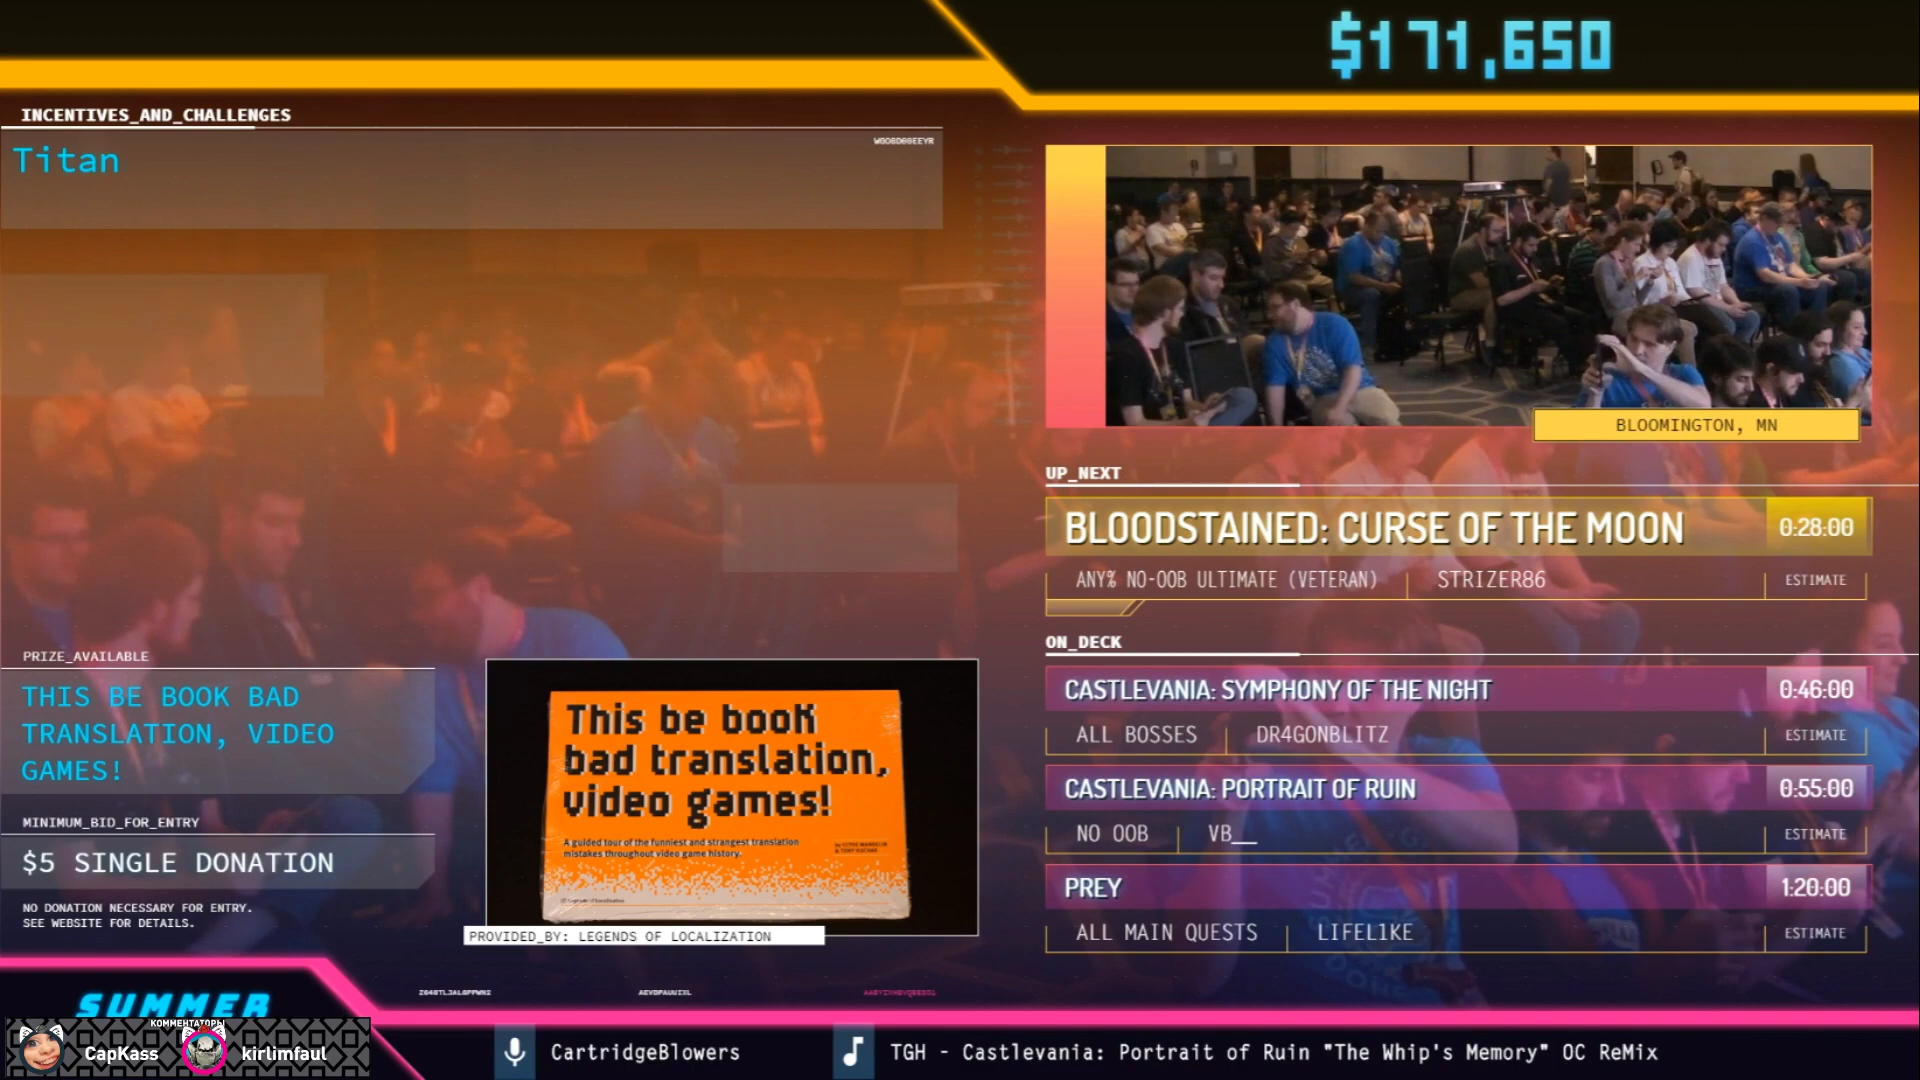 $171,650
INCENTIVES_AND_CHALLENGES
Titan
BLOOMINGTON, MN
UP_NEXT
BLOODSTAINED: CURSE OF THE MOON
0:28:00
ANY% NO-OOB ULTIMATE (VETERAN)
STRIZER86
ESTIMATE
ON_DECK
CASTLEVANIA: SYMPHONY OF THE NIGHT
0:46:00
ALL BOSSES
DR4GONBLITZ
ESTIMATE
CASTLEVANIA: PORTRAIT OF RUIN
0:55:00
NO OOB
VB__
ESTIMATE
PREY
1:20:00
ALL MAIN QUESTS
LIFEL1KE
ESTIMATE
PRIZE_AVAILABLE
THIS BE BOOK BAD
TRANSLATION, VIDEO
GAMES!
MINIMUM_BID_FOR_ENTRY
$5 SINGLE DONATION
NO DONATION NECESSARY FOR ENTRY.
SEE WEBSITE FOR DETAILS.
This be book
bad translation,
video games!
A guided tour of the funniest and strangest translation
mistakes throughout video game history.
by CLYDE MANDELIN
& TONY KUCHAR
PROVIDED_BY: LEGENDS OF LOCALIZATION
SUMMER
КОММЕНТАТОРЫ
CapKass
kirlimfaul
CartridgeBlowers
TGH - Castlevania: Portrait of Ruin "The Whip's Memory" OC ReMix